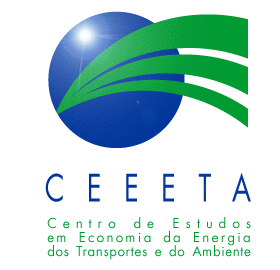 CEEETA
Centro de Estudos
em Economia da Energia
dos Transportes e do Ambiente